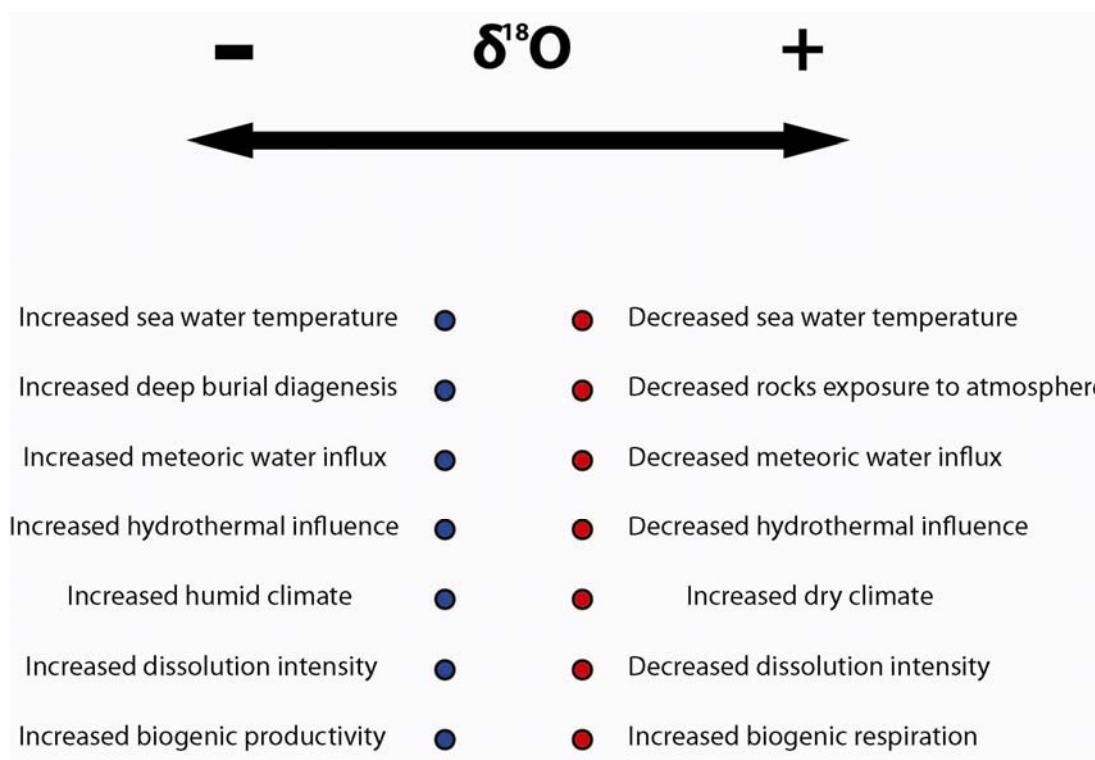 - δ¹⁸O +
Increased sea water temperature Decreased sea water temperature
Increased deep burial diagenesis Decreased rocks exposure to atmosphere
Increased meteoric water influx Decreased meteoric water influx
Increased hydrothermal influence Decreased hydrothermal influence
Increased humid climate Increased dry climate
Increased dissolution intensity Decreased dissolution intensity
Increased biogenic productivity Increased biogenic respiration